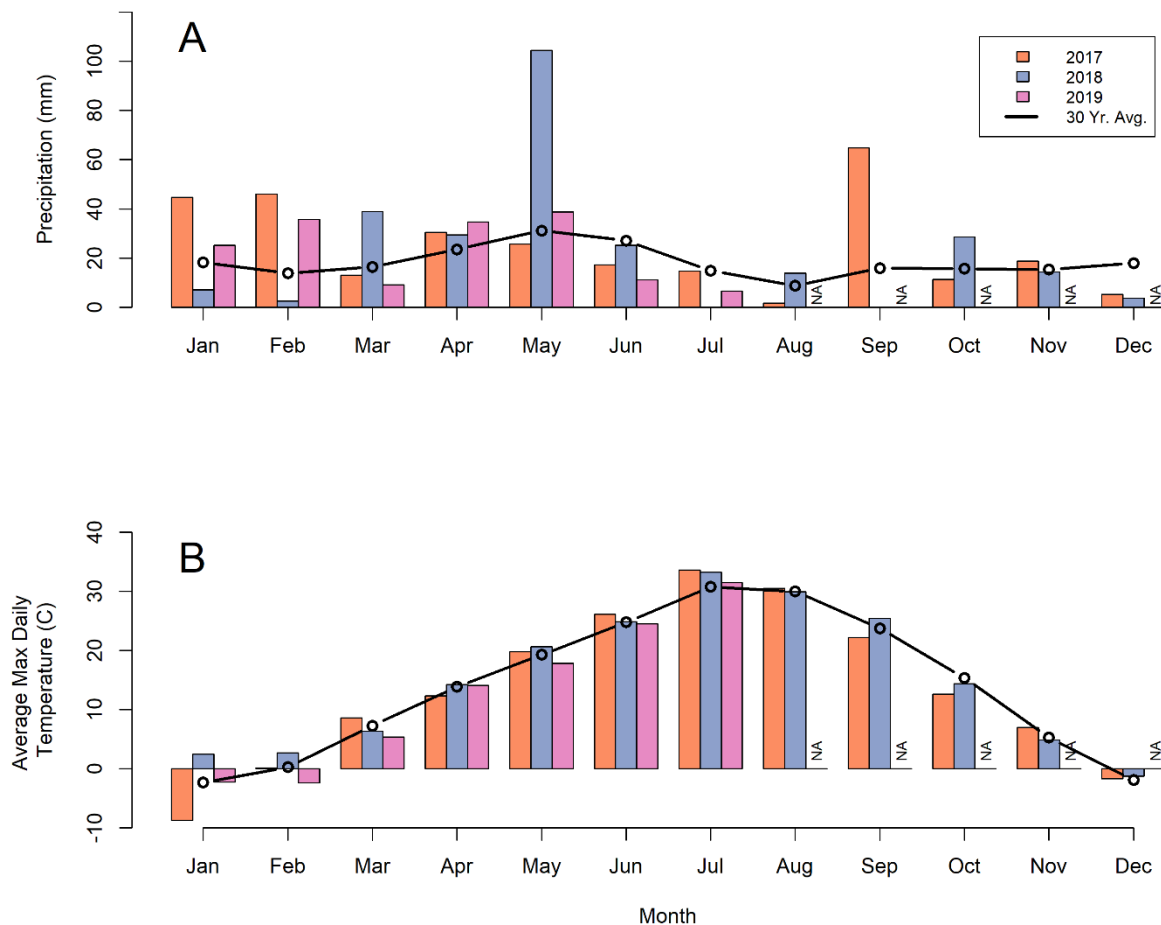 A
Precipitation (mm)
100
80
60
40
20
0
2017
2018
2019
30 Yr. Avg.
NA NA NA NA NA
Jan Feb Mar Apr May Jun Jul Aug Sep Oct Nov Dec
B
Average Max Daily
Temperature (C)
40
30
20
10
0
-10
NA NA NA NA NA
Jan Feb Mar Apr May Jun Jul Aug Sep Oct Nov Dec
Month